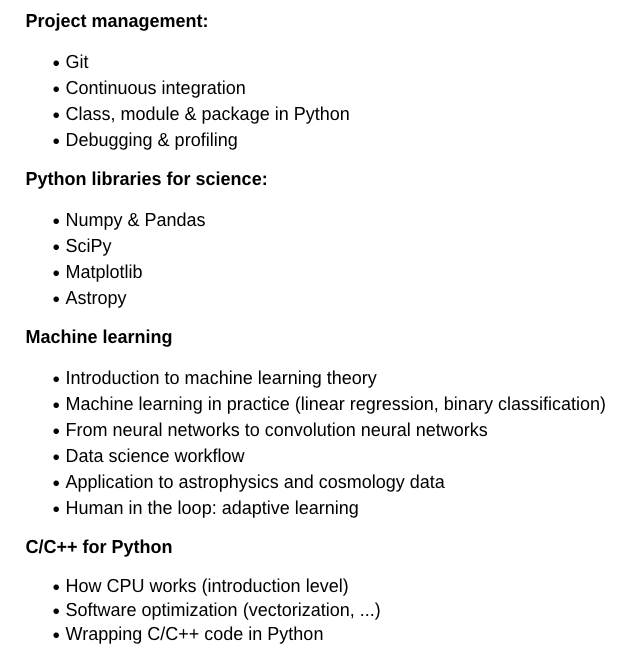 Project management:
• Git
• Continuous integration
• Class, module & package in Python
• Debugging & profiling
Python libraries for science:
• Numpy & Pandas
• SciPy
• Matplotlib
• Astropy
Machine learning
• Introduction to machine learning theory
• Machine learning in practice (linear regression, binary classification)
• From neural networks to convolution neural networks
• Data science workflow
• Application to astrophysics and cosmology data
• Human in the loop: adaptive learning
C/C++ for Python
• How CPU works (introduction level)
• Software optimization (vectorization, ...)
• Wrapping C/C++ code in Python